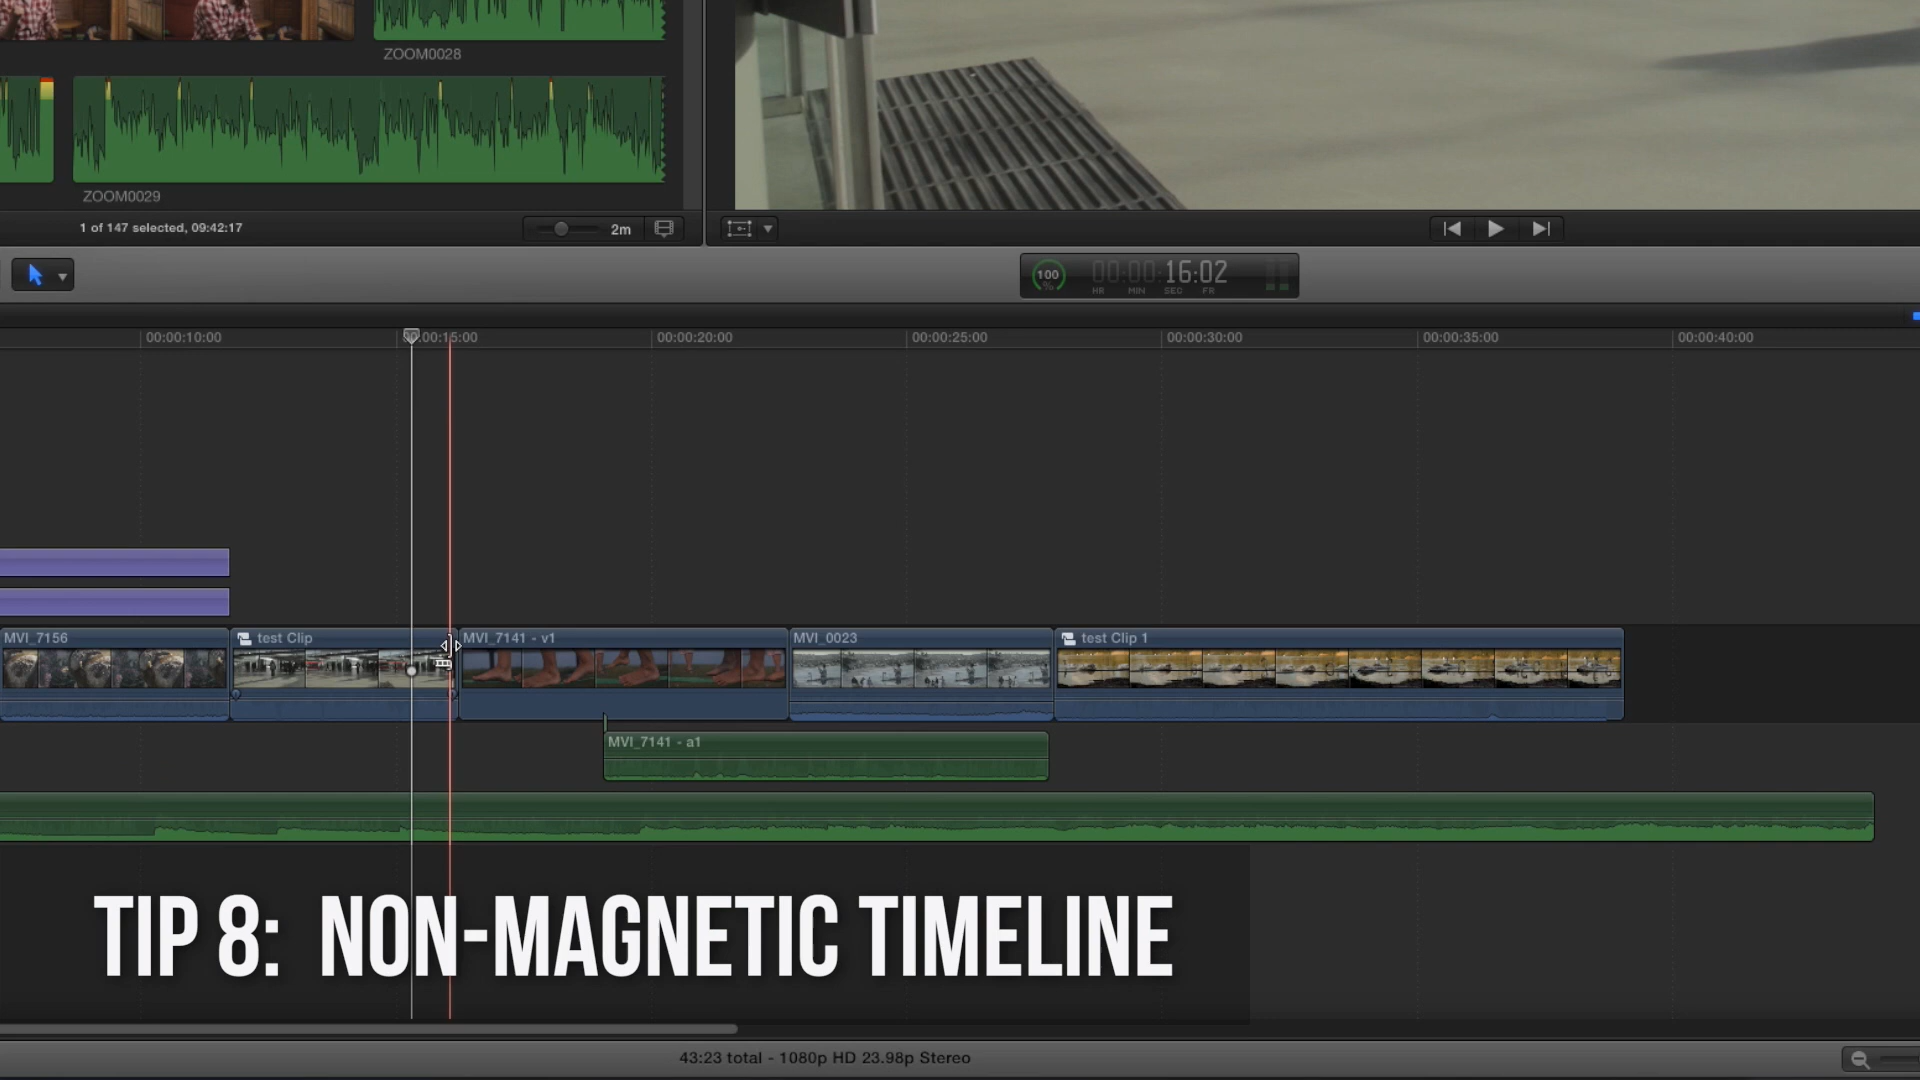 ZOOM0028
ZOOM0029
1 of 147 selected, 09:42:17
2m
100 %
00:00:16:02
HR MIN SEC FR
00:00:10:00 00:00:15:00 00:00:20:00 00:00:25:00 00:00:30:00 00:00:35:00 00:00:40:00
MVI_7156 test Clip MVI_7141 - v1 MVI_0023 test Clip 1
MVI_7141 - a1
TIP 8: NON-MAGNETIC TIMELINE
43:23 total - 1080p HD 23.98p Stereo